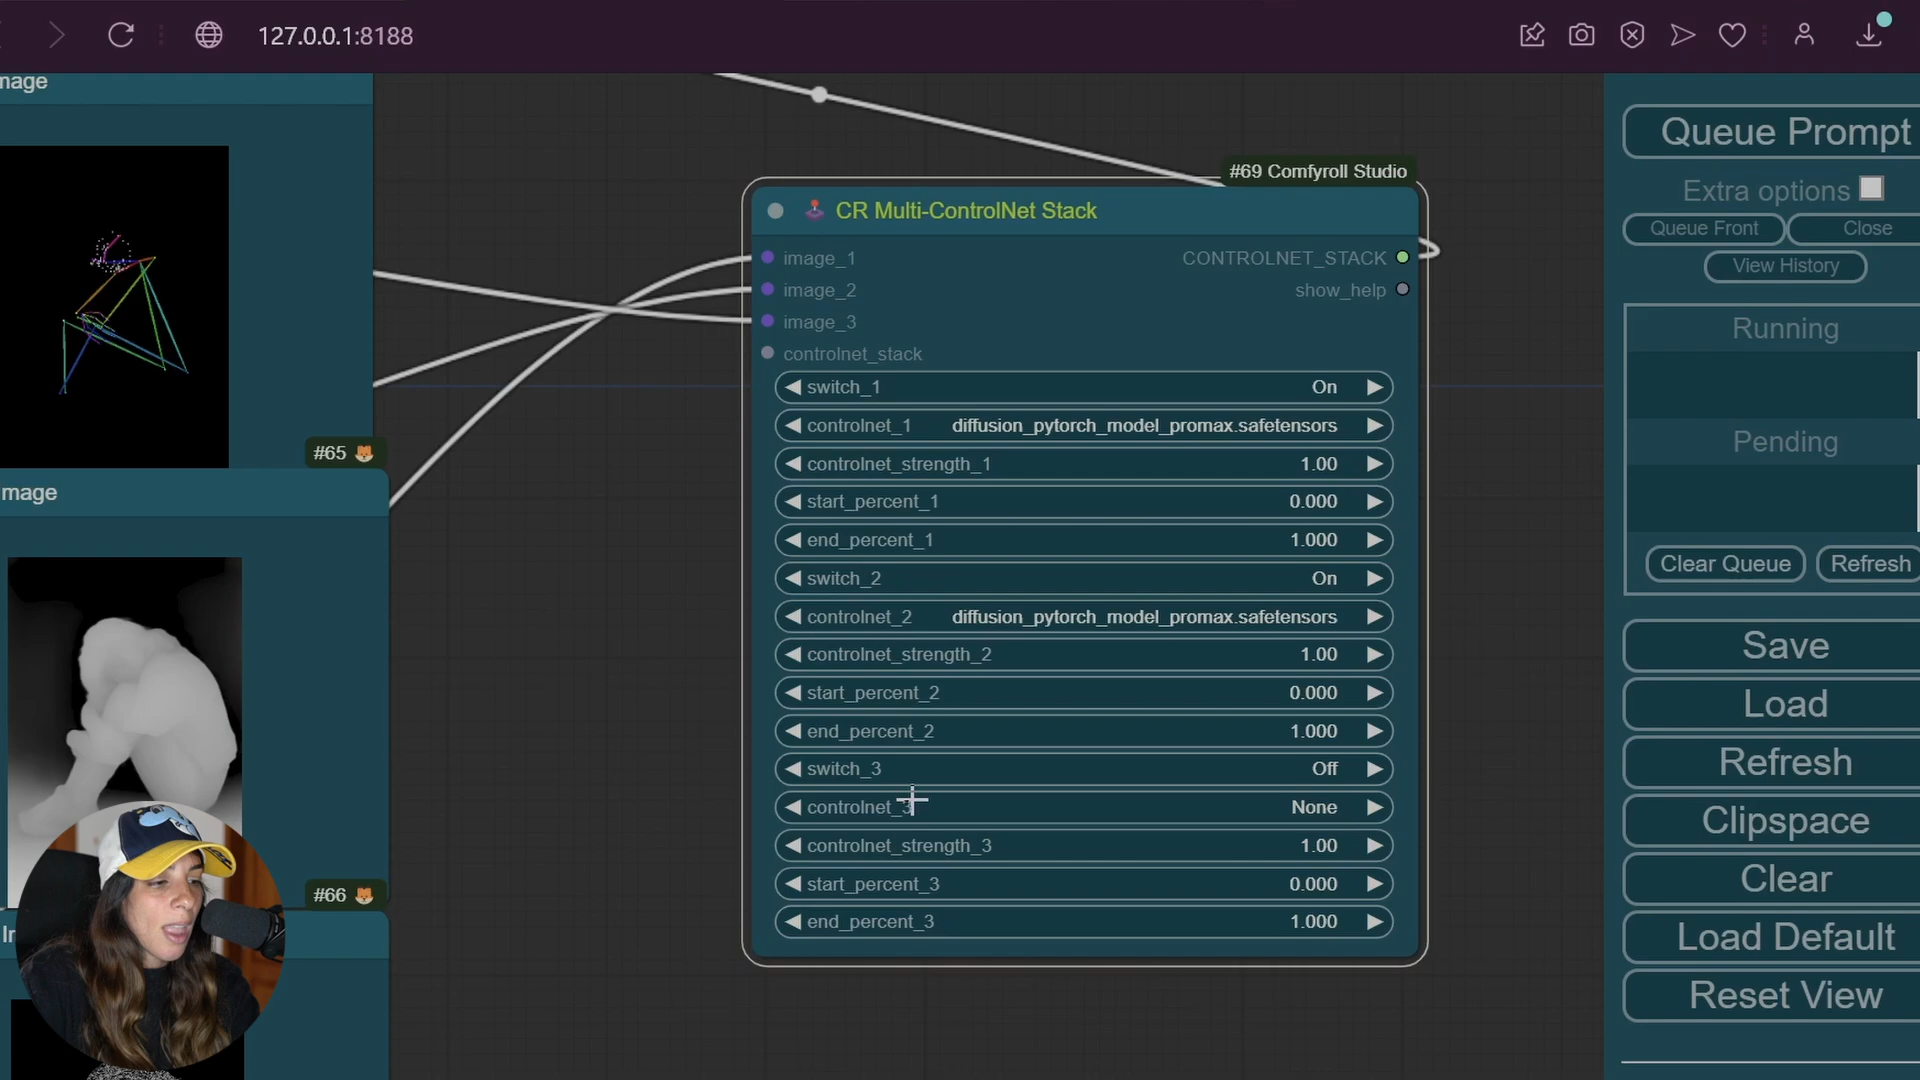 127.0.0.1:8188
mage
#65
mage
#66
#69 Comfyroll Studio
CR Multi-ControlNet Stack
image_1
CONTROLNET_STACK
image_2
show_help
image_3
controlnet_stack
switch_1 On
controlnet_1 diffusion_pytorch_model_promax.safetensors
controlnet_strength_1 1.00
start_percent_1 0.000
end_percent_1 1.000
switch_2 On
controlnet_2 diffusion_pytorch_model_promax.safetensors
controlnet_strength_2 1.00
start_percent_2 0.000
end_percent_2 1.000
switch_3 Off
controlnet_3 None
controlnet_strength_3 1.00
start_percent_3 0.000
end_percent_3 1.000
Queue Prompt
Extra options
Queue Front Close
View History
Running
Pending
Clear Queue Refresh
Save
Load
Refresh
Clipspace
Clear
Load Default
Reset View